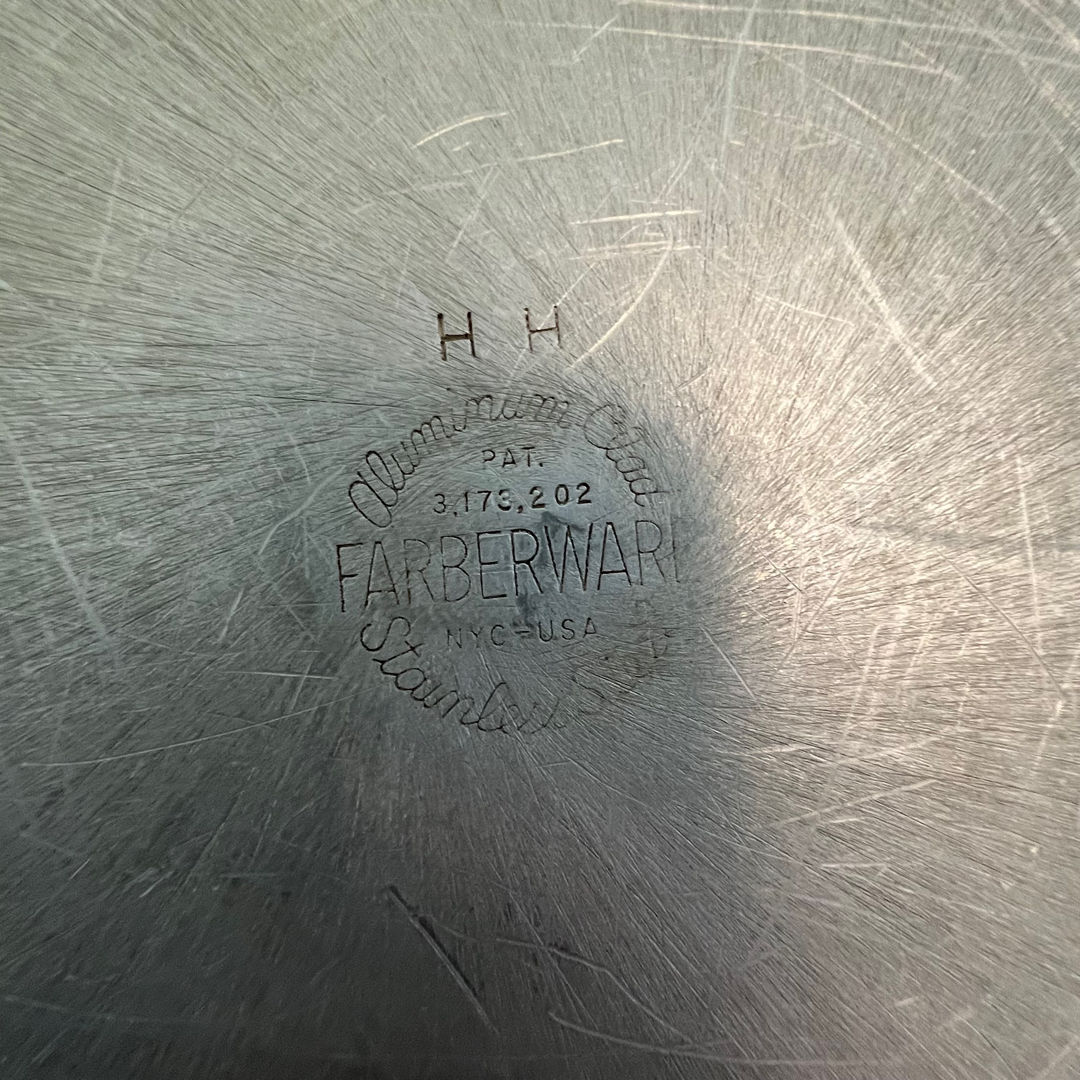 H H
Aluminum Clad
PAT.
3,173,202
FARBERWARE
NYC-USA
Stainless Steel